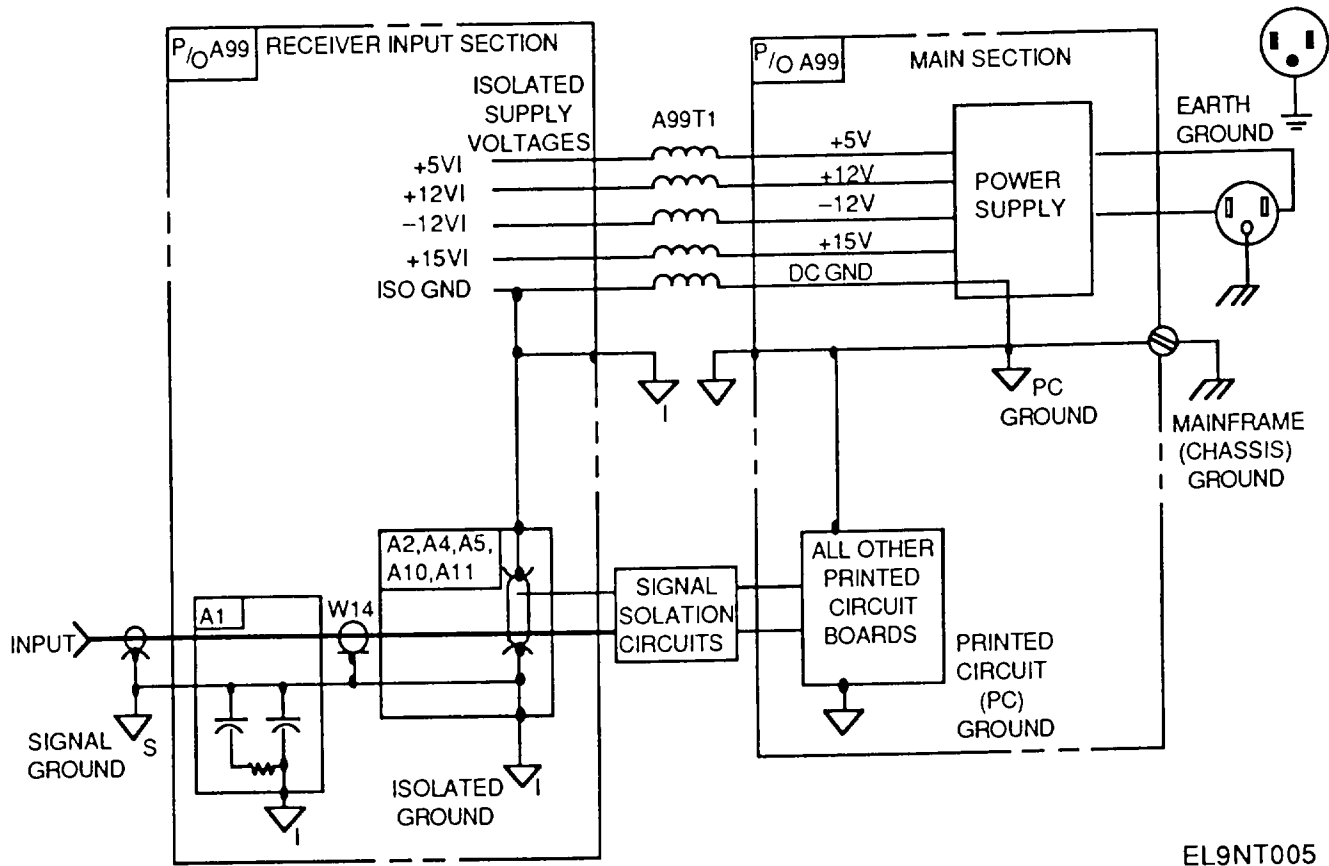 P/O A99
RECEIVER INPUT SECTION
ISOLATED
SUPPLY
VOLTAGES
+5VI
+12VI
−12VI
+15VI
ISO GND
A99T1
P/O A99
MAIN SECTION
+5V
+12V
−12V
+15V
DC GND
POWER
SUPPLY
EARTH
GROUND
I
PC
GROUND
MAINFRAME
(CHASSIS)
GROUND
A2,A4,A5,
A10,A11
SIGNAL
SOLATION
CIRCUITS
ALL OTHER
PRINTED
CIRCUIT
BOARDS
PRINTED
CIRCUIT
(PC)
GROUND
A1
W14
INPUT
SIGNAL
GROUND
S
ISOLATED
GROUND
I
I
EL9NT005